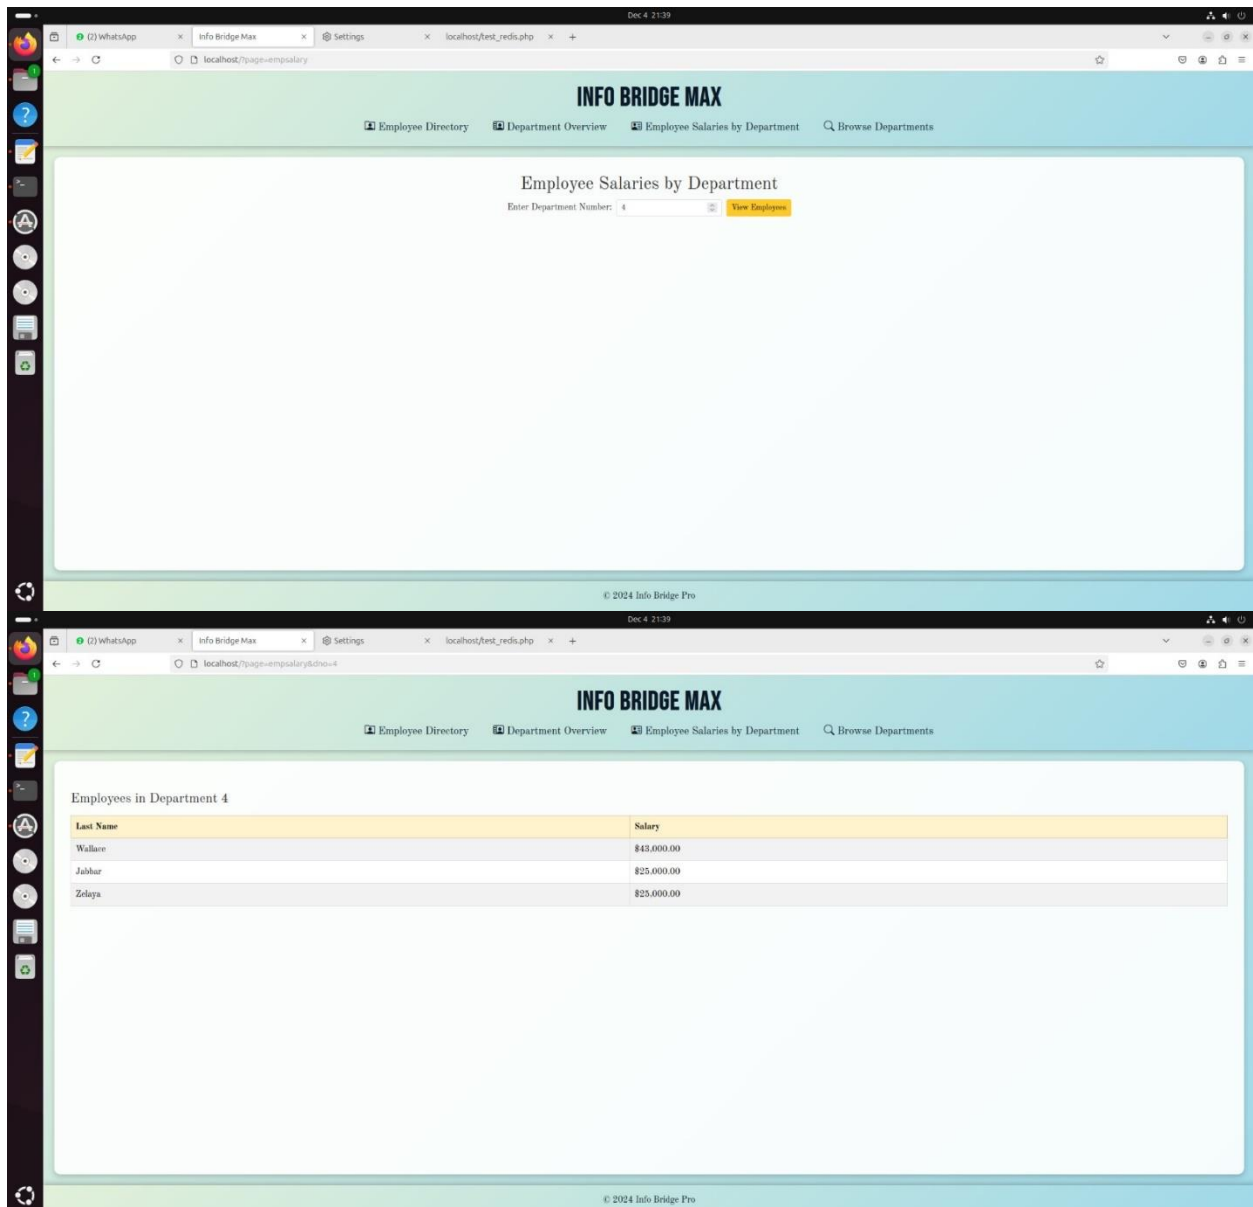 Dec 4 21:39
(2) WhatsApp
Info Bridge Max
Settings
localhost/test_redis.php
localhost/?page=empsalary
INFO BRIDGE MAX
Employee Directory Department Overview Employee Salaries by Department Browse Departments
Employee Salaries by Department
Enter Department Number: 4 View Employees
© 2024 Info Bridge Pro
Dec 4 21:39
(2) WhatsApp
Info Bridge Max
Settings
localhost/test_redis.php
localhost/?page=empsalary&dno=4
INFO BRIDGE MAX
Employee Directory Department Overview Employee Salaries by Department Browse Departments
Employees in Department 4
Last Name Salary
Wallace $43,000.00
Jabbar $25,000.00
Zelaya $25,000.00
© 2024 Info Bridge Pro